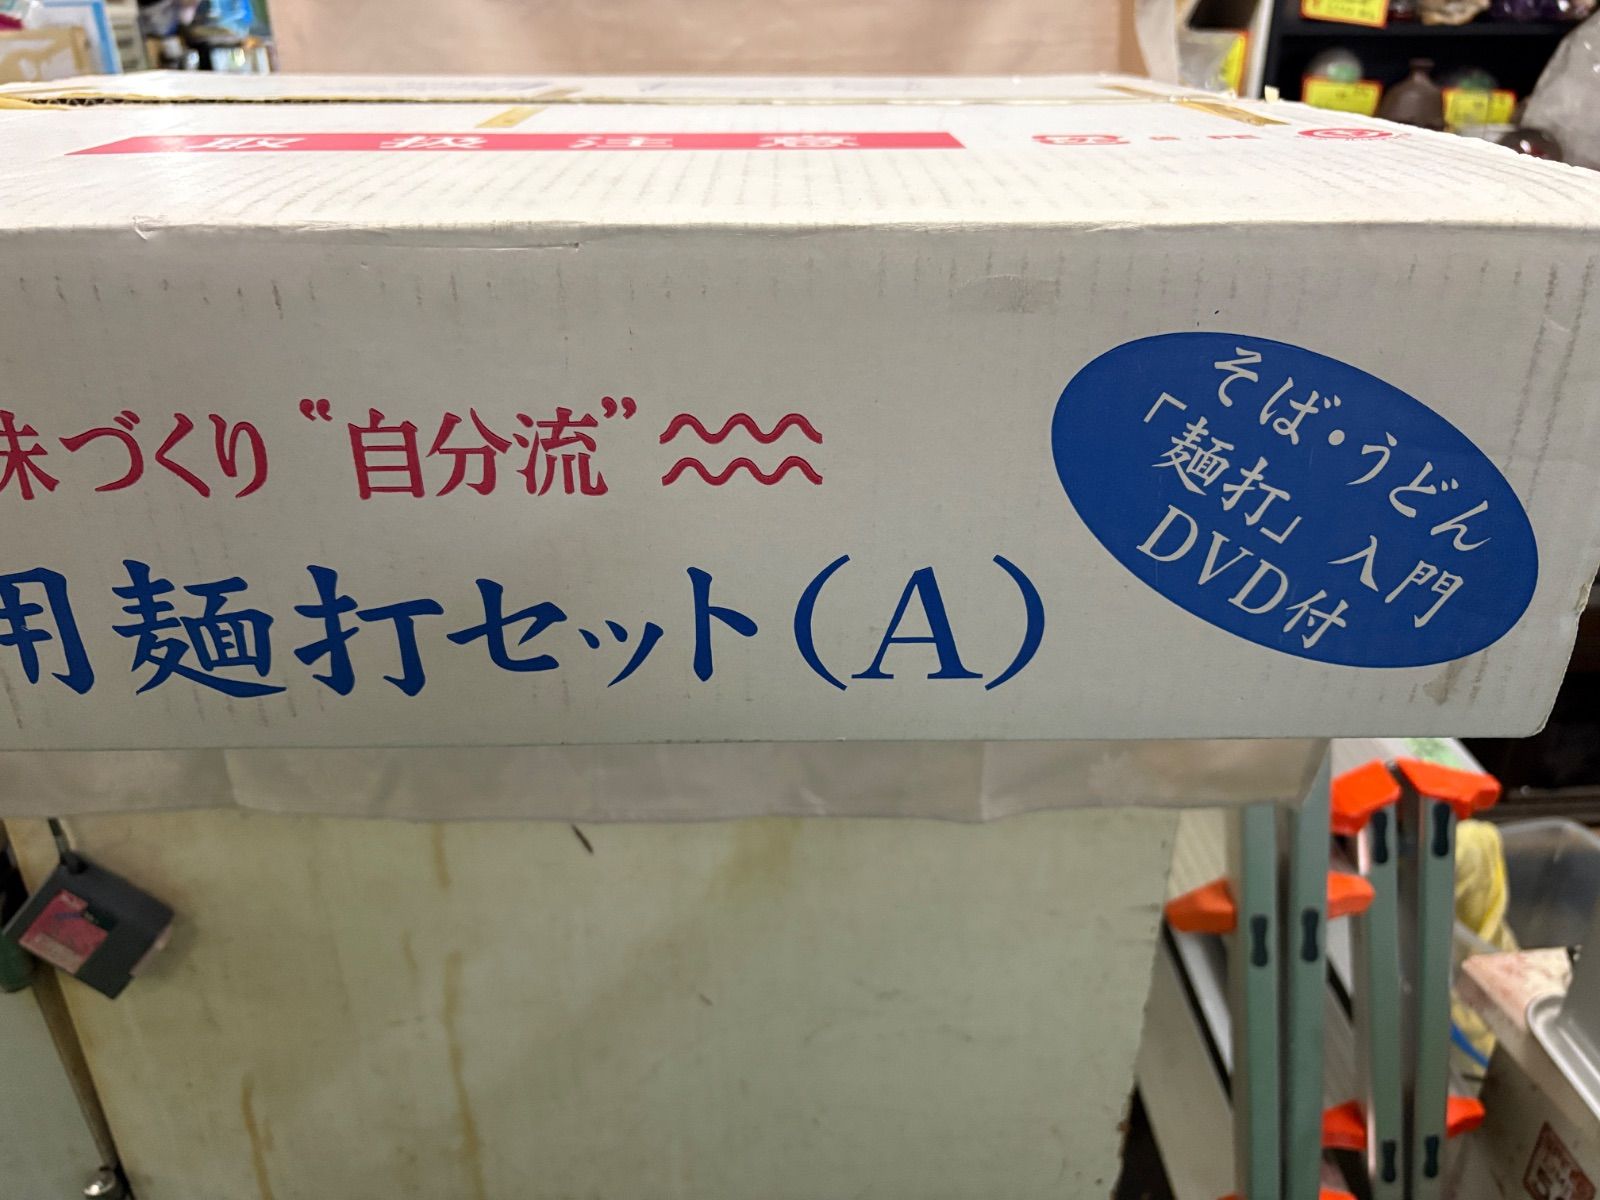 取扱注意
味づくり“自分流”
用麺打セット(A)
そば・うどん
「麺打」入門
DVD付